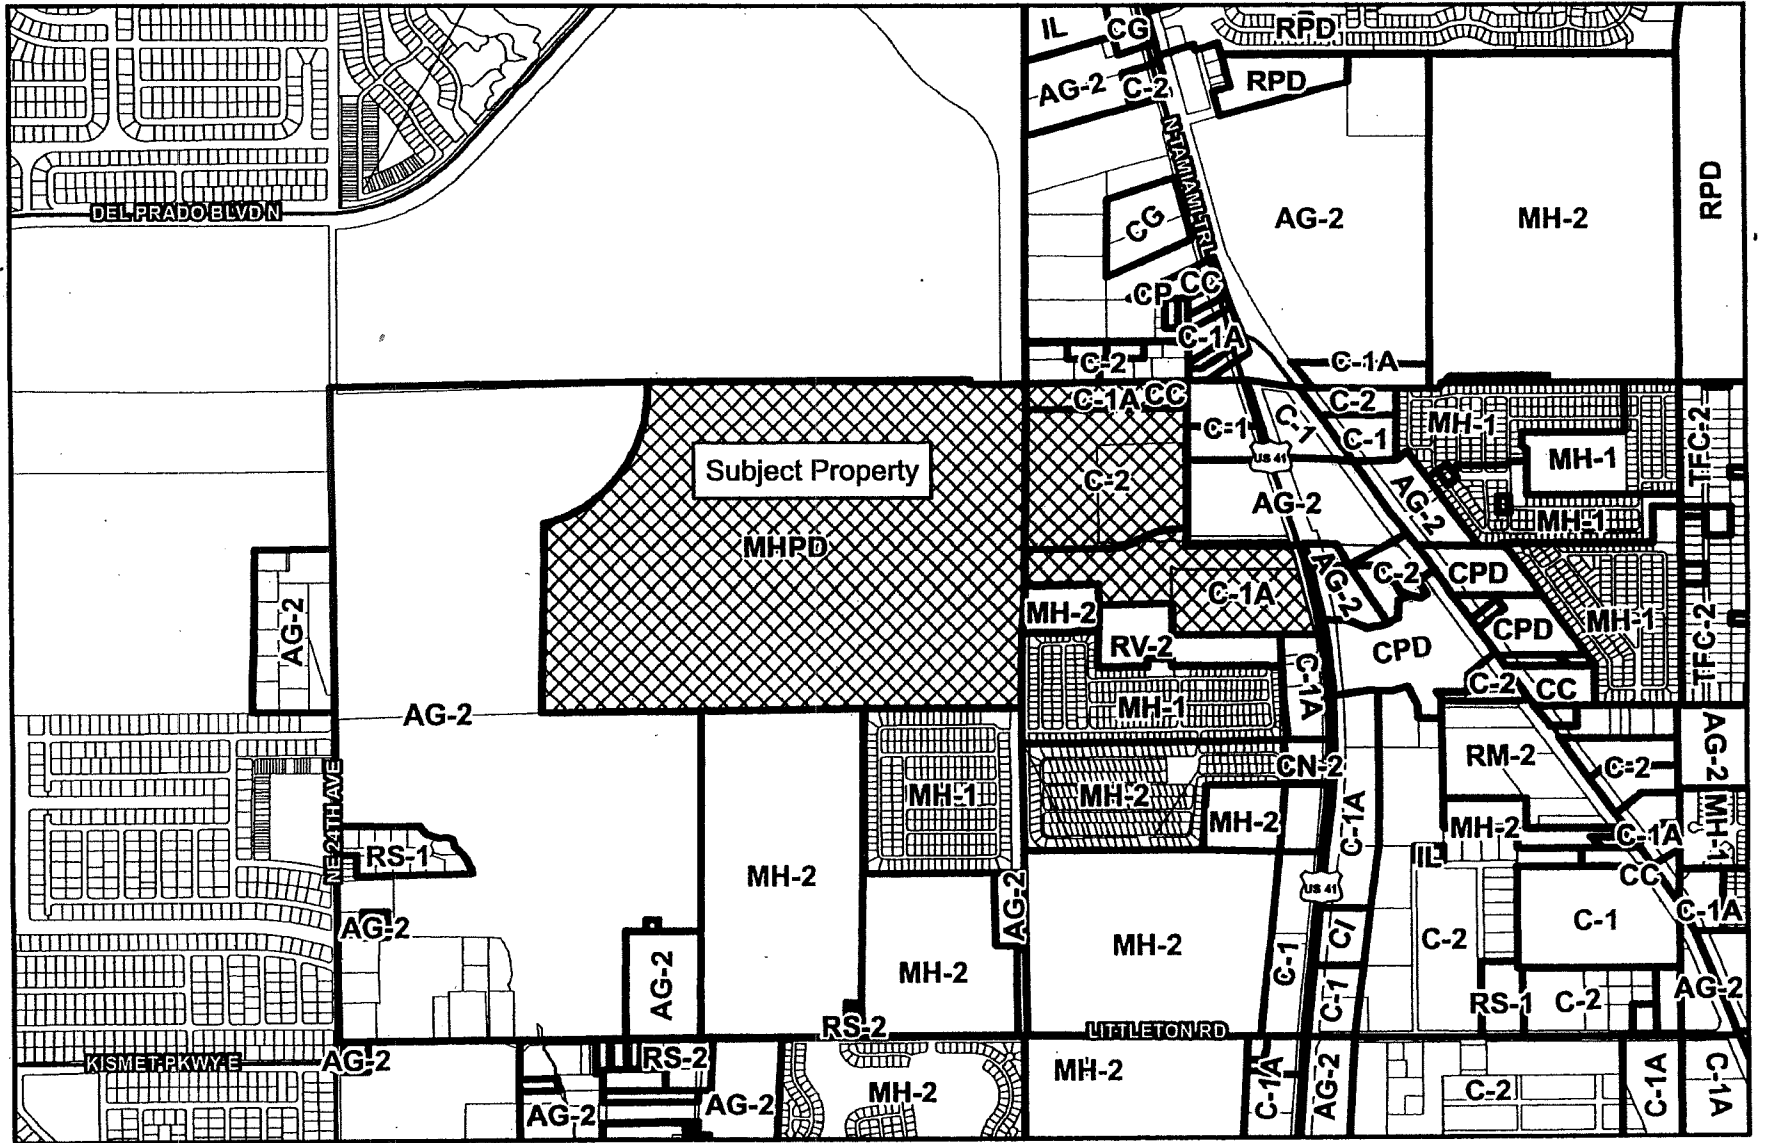 IL
CG
RPD
AG-2
C-2
RPD
N TAMIAMI TRL
RPD
DEL PRADO BLVD N
CG
AG-2
MH-2
CP
CC
C-1A
C-2
C-1A
C-1A
CC
C-2
C-1
C-1
C-1
MH-1
TFC-2
Subject Property
C-2
US 41
MH-1
AG-2
AG-2
MH-1
MHPD
AG-2
C-2
CPD
C-1A
AG-2
MH-2
CPD
MH-1
TFC-2
RV-2
CPD
C-1A
C-2
CC
AG-2
MH-1
AG-2
RM-2
C-2
CN-2
NE 24TH AVE
MH-1
MH-2
MH-2
C-1A
MH-2
C-1A
MH-1
RS-1
IL
MH-2
CC
US 41
AG-2
AG-2
C-1
C-1A
MH-2
C/
C-2
AG-2
MH-2
C-1
C-1
RS-1
C-2
AG-2
RS-2
LITTLETON RD
KISMET PKWY E
AG-2
RS-2
MH-2
C-1A
AG-2
C-2
C-1A
C-1A
AG-2
AG-2
MH-2